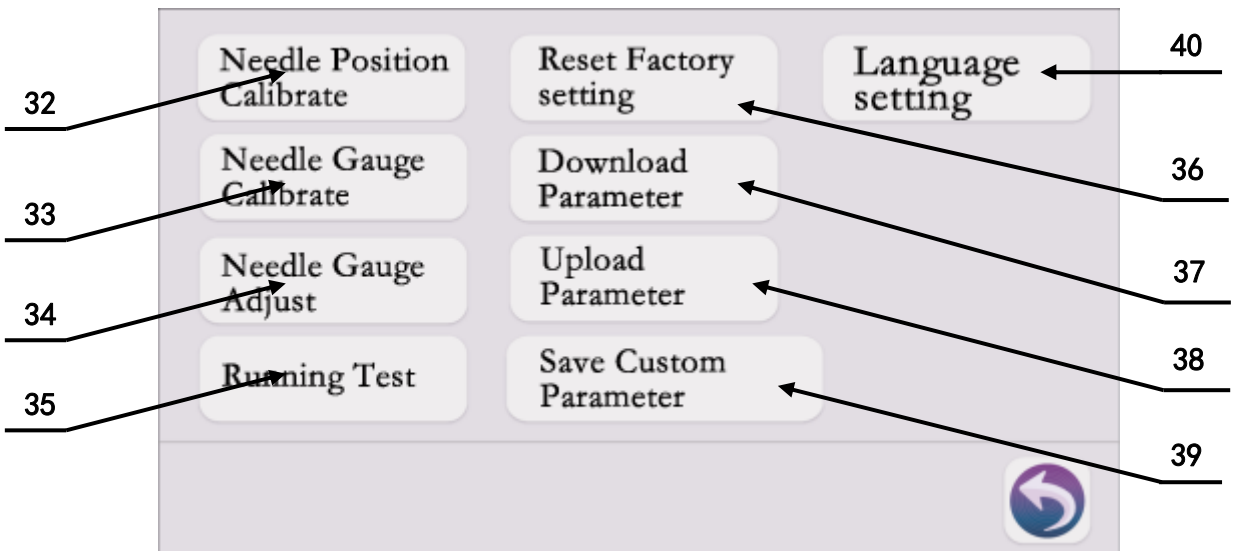 Needle Position
Calibrate
Reset Factory
setting
Language
setting
40
32
Needle Gauge
Calibrate
Download
Parameter
36
33
Needle Gauge
Adjust
Upload
Parameter
37
34
Running Test
Save Custom
Parameter
38
35
39